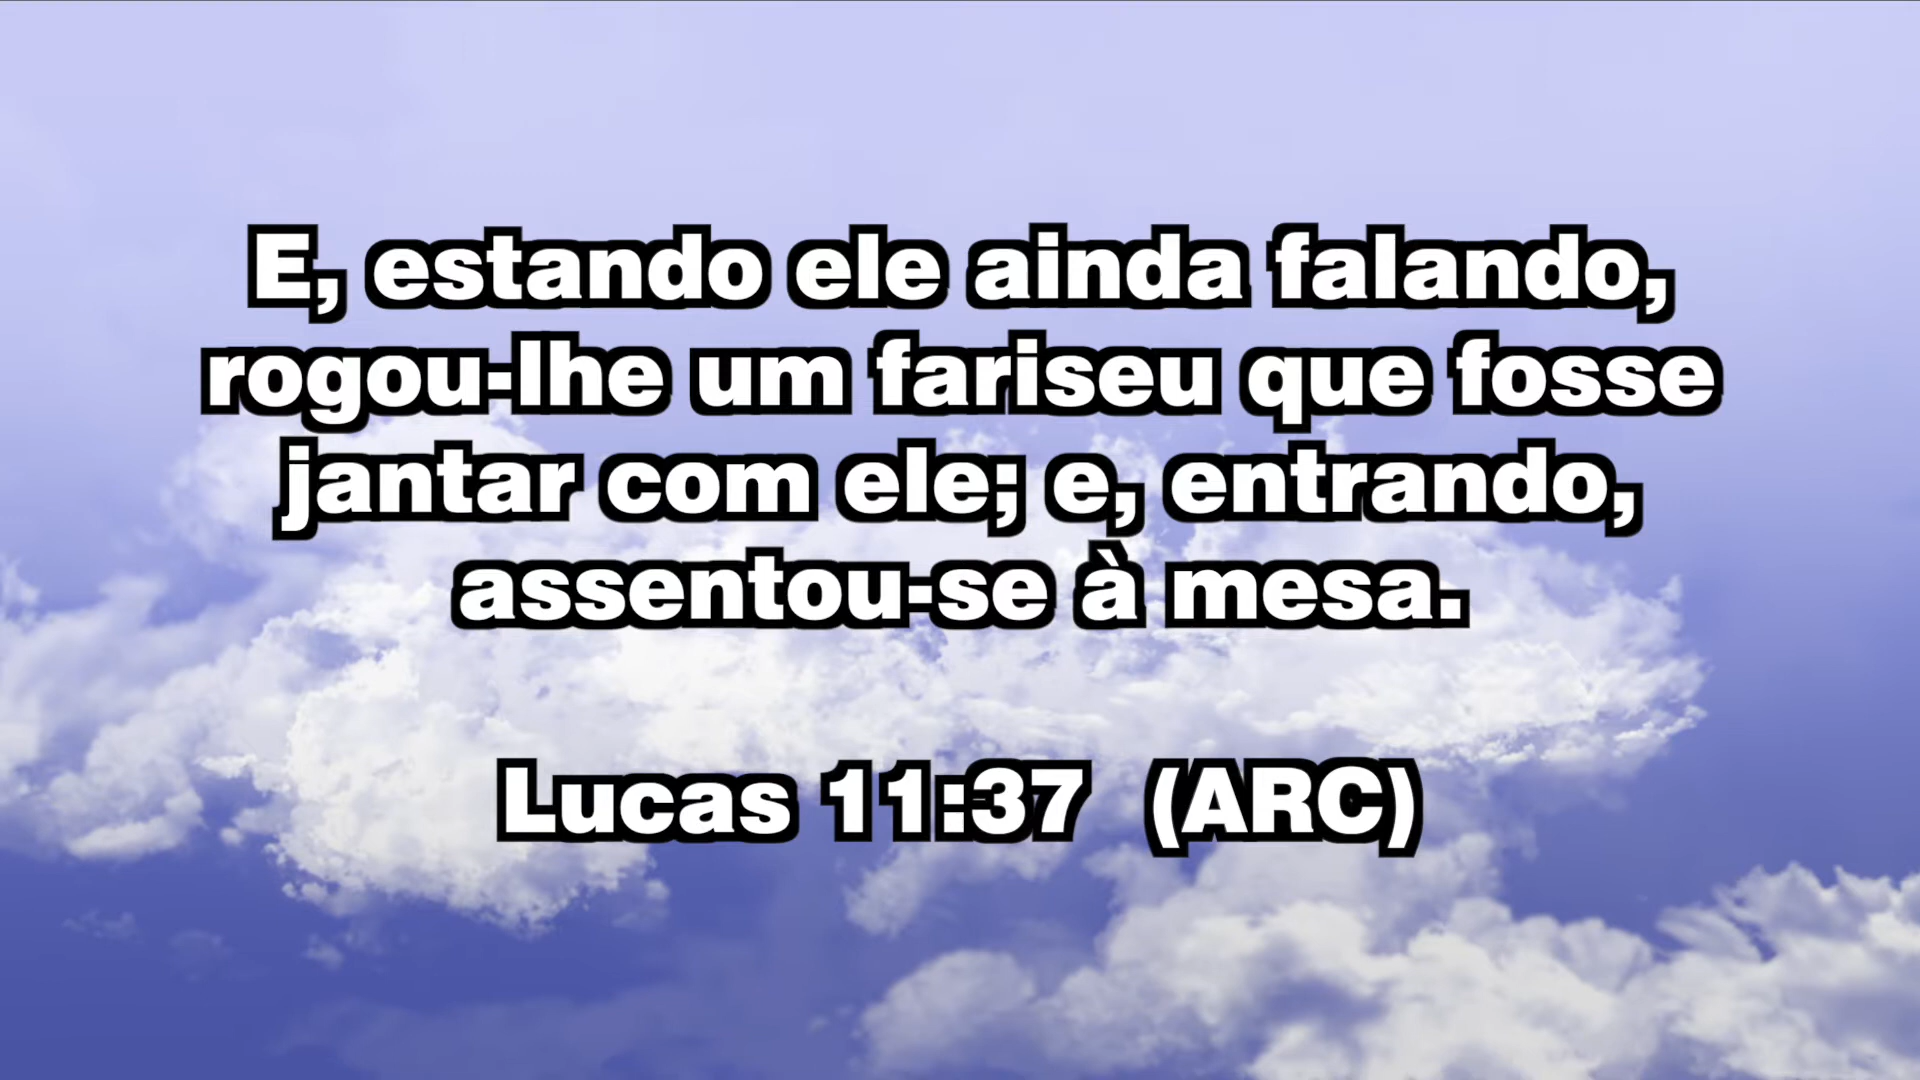 E, estando ele ainda falando,
rogou-lhe um fariseu que fosse
jantar com ele; e, entrando,
assentou-se à mesa.
Lucas 11:37 (ARC)